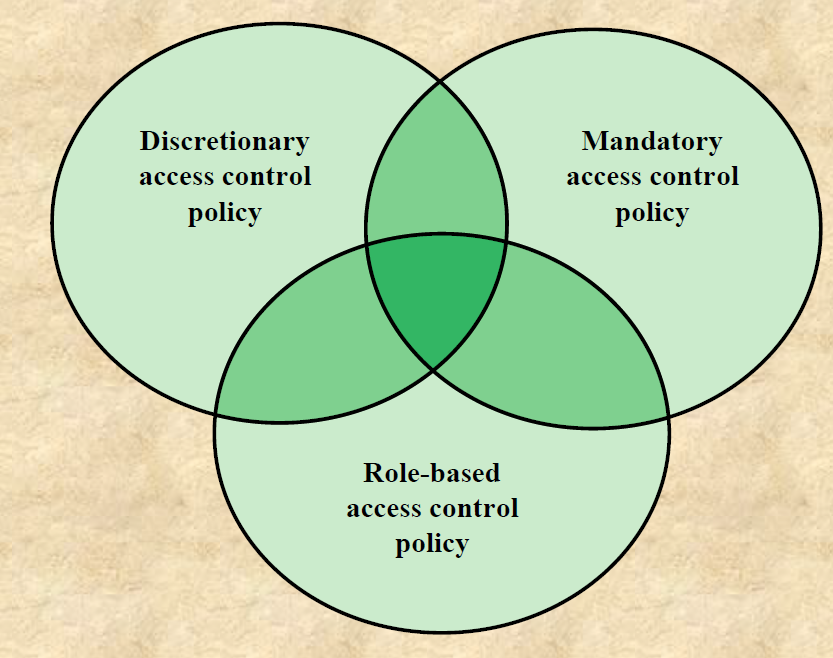 Discretionary
access control
policy
Mandatory
access control
policy
Role-based
access control
policy